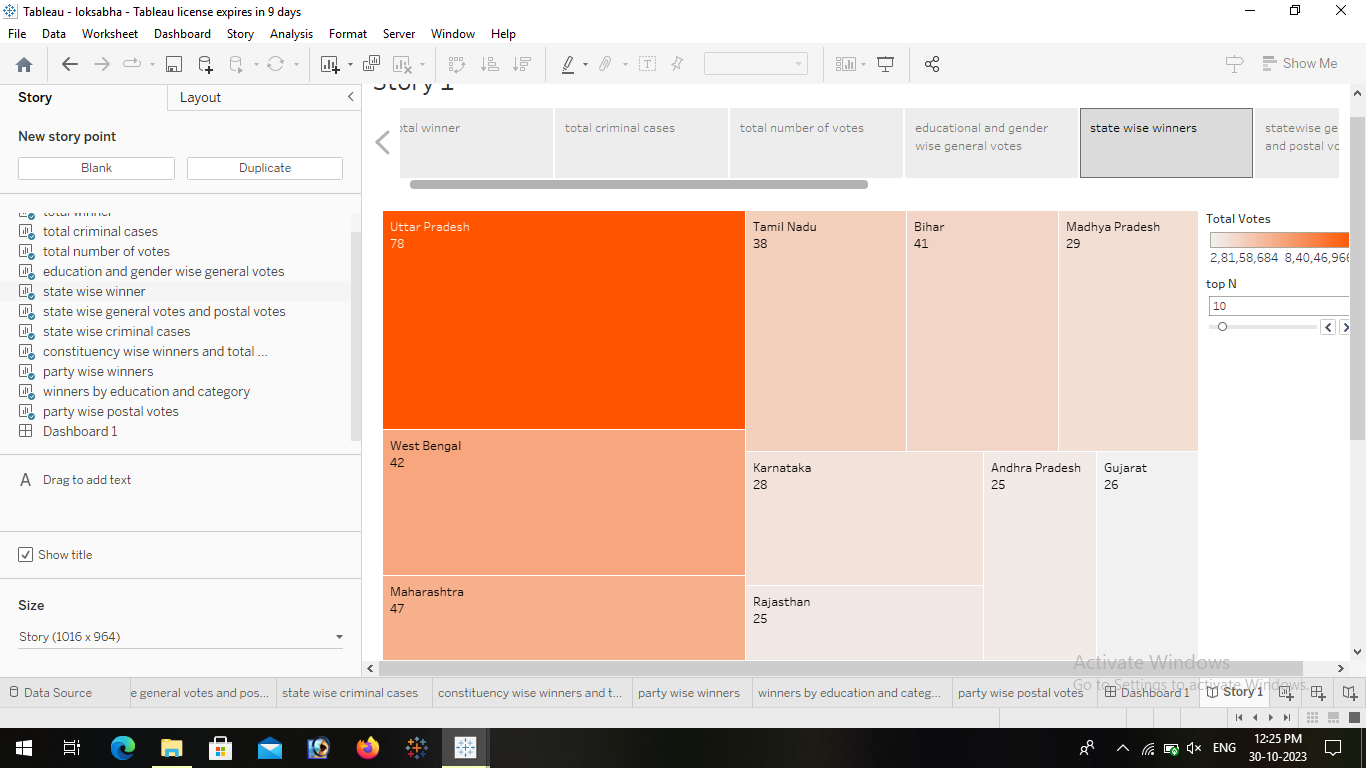 Tableau - loksabha - Tableau license expires in 9 days
File Data Worksheet Dashboard Story Analysis Format Server Window Help
Show Me
Story Layout
Story 1
New story point
Blank Duplicate
total winner
total criminal cases
total number of votes
education and gender wise general votes
state wise winner
state wise general votes and postal votes
state wise criminal cases
constituency wise winners and total ...
party wise winners
winners by education and category
party wise postal votes
Dashboard 1
A Drag to add text
Show title
Size
Story (1016 x 964)
otal winner
total criminal cases
total number of votes
educational and gender
wise general votes
state wise winners
statewise ge
and postal vo
Uttar Pradesh
78
Tamil Nadu
38
Bihar
41
Madhya Pradesh
29
West Bengal
42
Karnataka
28
Andhra Pradesh
25
Gujarat
26
Maharashtra
47
Rajasthan
25
Total Votes
2,81,58,684 8,40,46,966
top N
10
Activate Windows
Go to Settings to activate Windows.
Data Source
e general votes and pos...
state wise criminal cases
constituency wise winners and t...
party wise winners
winners by education and categ...
party wise postal votes
Dashboard 1
Story 1
ENG
12:25 PM
30-10-2023